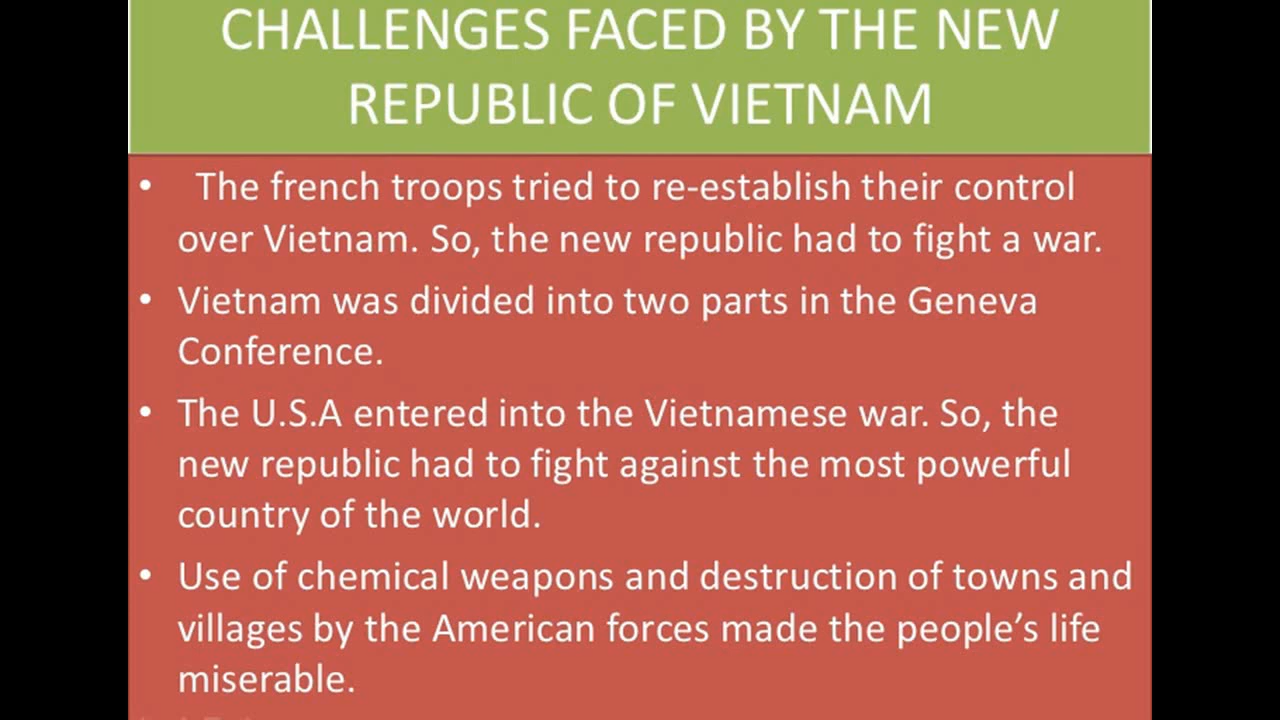 CHALLENGES FACED BY THE NEW
REPUBLIC OF VIETNAM
• The french troops tried to re-establish their control
over Vietnam. So, the new republic had to fight a war.
• Vietnam was divided into two parts in the Geneva
Conference.
• The U.S.A entered into the Vietnamese war. So, the
new republic had to fight against the most powerful
country of the world.
• Use of chemical weapons and destruction of towns and
villages by the American forces made the people’s life
miserable.